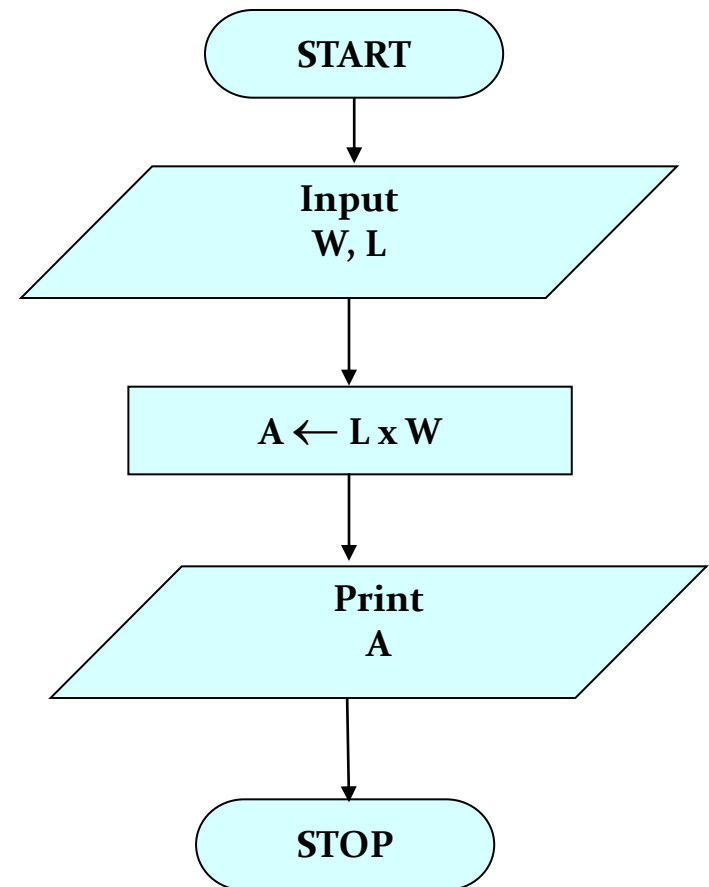 START
Input
W, L
A ← L x W
Print
A
STOP